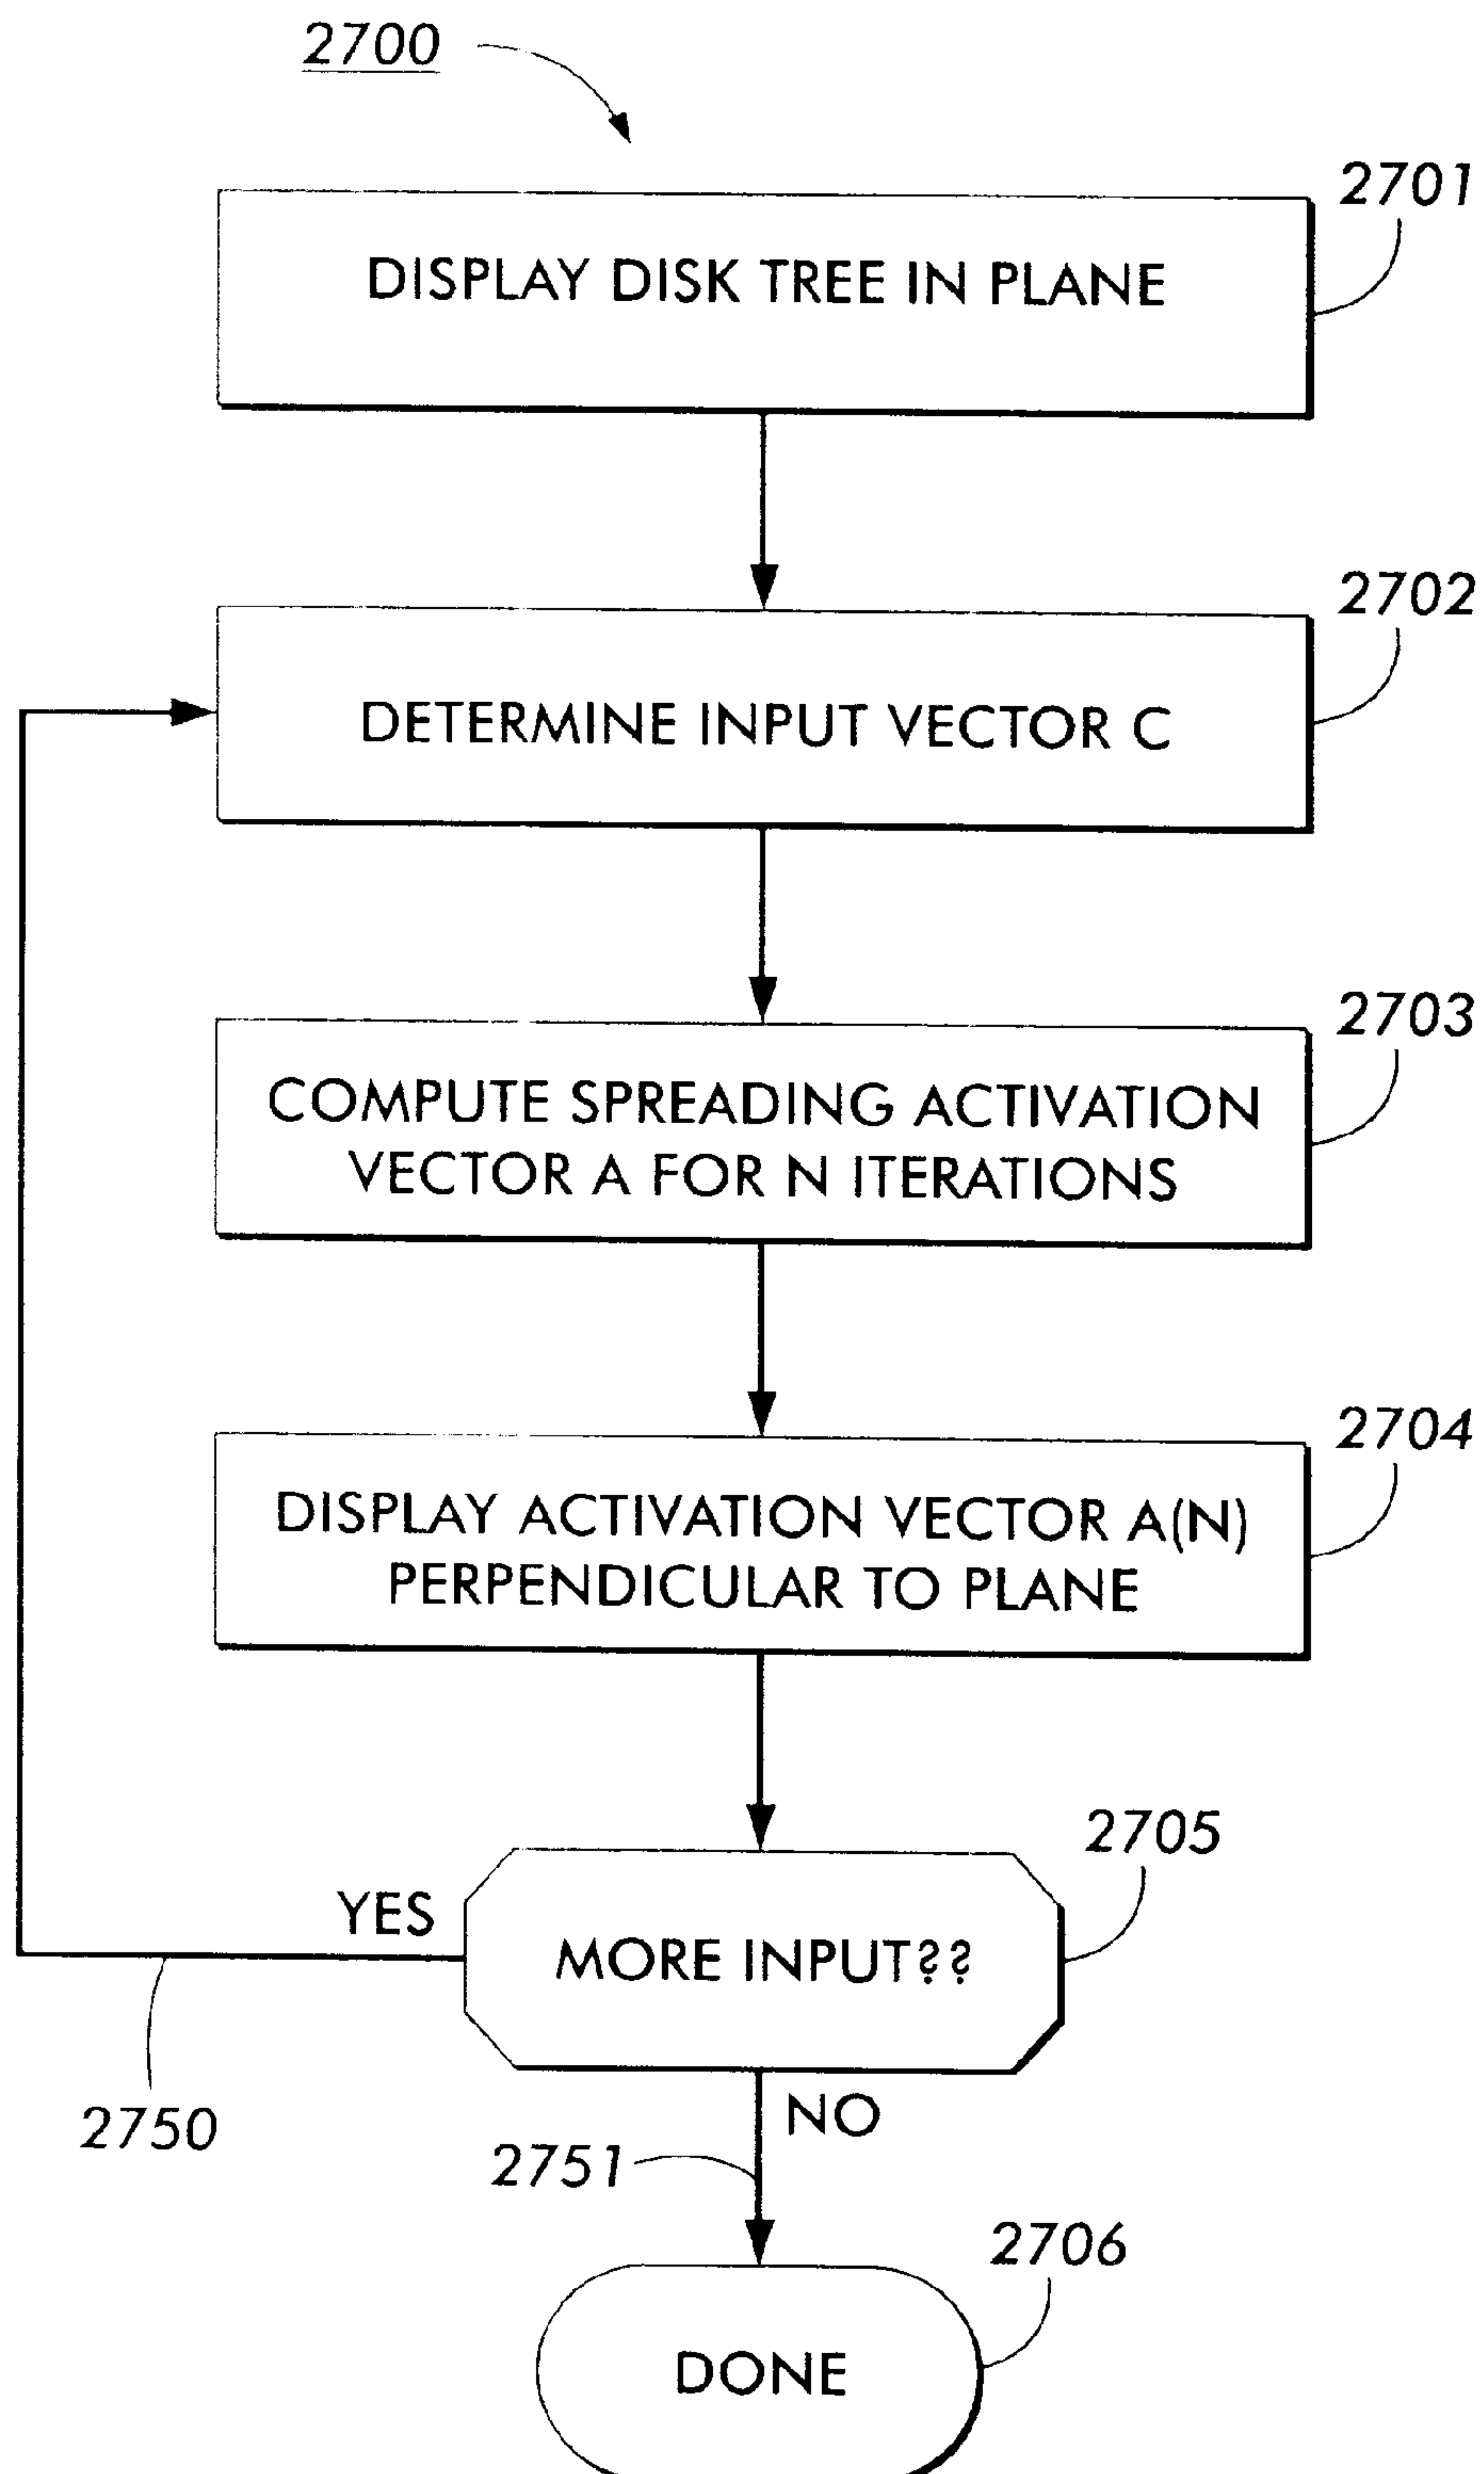 2700
2701
DISPLAY DISK TREE IN PLANE
2702
DETERMINE INPUT VECTOR C
2703
COMPUTE SPREADING ACTIVATION
VECTOR A FOR N ITERATIONS
2704
DISPLAY ACTIVATION VECTOR A(N)
PERPENDICULAR TO PLANE
2705
YES
MORE INPUT??
2750
NO
2751
2706
DONE